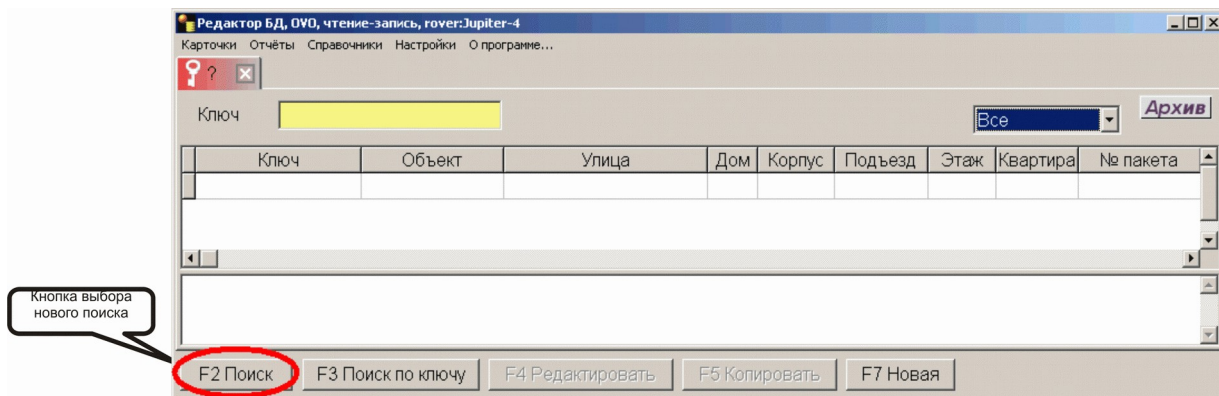 Редактор БД, OVO, чтение-запись, rover:Jupiter-4
Карточки Отчёты Справочники Настройки О программе...
?
Ключ Все Архив
Ключ Объект Улица Дом Корпус Подъезд Этаж Квартира № пакета
Кнопка выбора
нового поиска
F2 Поиск F3 Поиск по ключу F4 Редактировать F5 Копировать F7 Новая